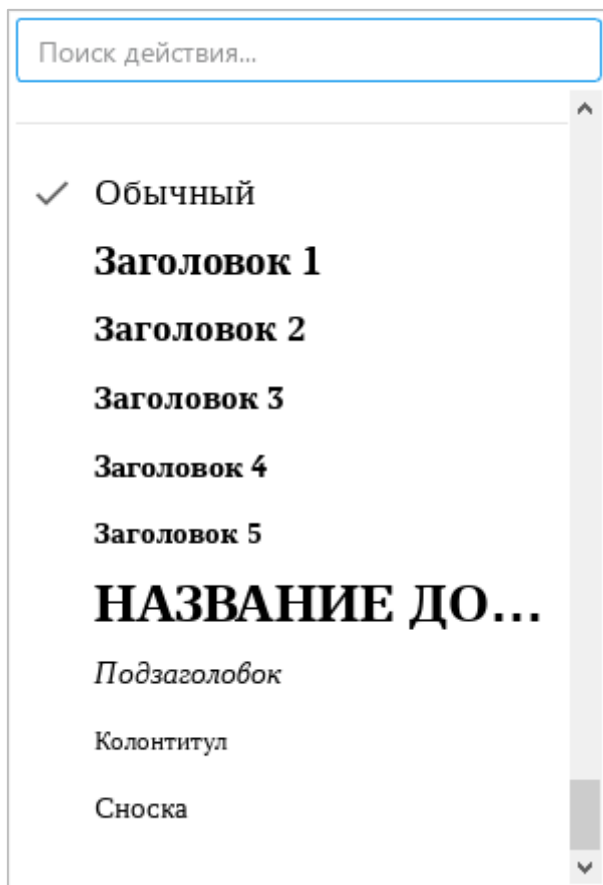 Поиск действия...
Обычный
Заголовок 1
Заголовок 2
Заголовок 3
Заголовок 4
Заголовок 5
НАЗВАНИЕ ДО...
Подзаголовок
Колонтитул
Сноска